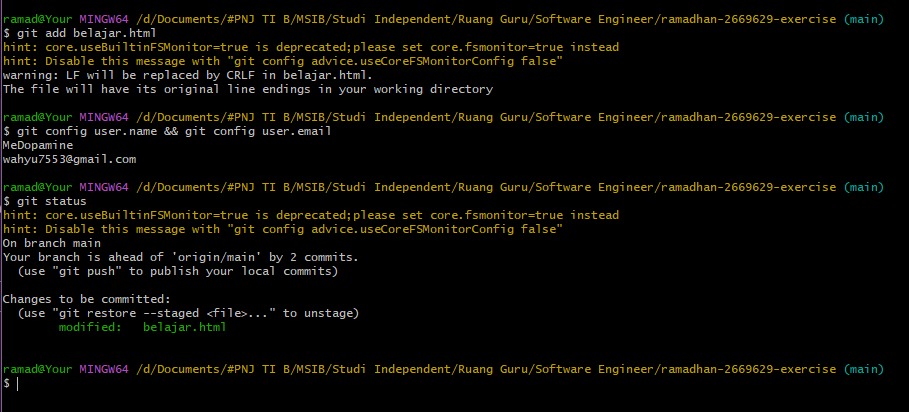 ramad@Your MINGW64 /d/Documents/#PNJ TI B/MSIB/Studi Independent/Ruang Guru/Software Engineer/ramadhan-2669629-exercise (main)
$ git add belajar.html
hint: core.useBuiltinFSMonitor=true is deprecated;please set core.fsmonitor=true instead
hint: Disable this message with "git config advice.useCoreFSMonitorConfig false"
warning: LF will be replaced by CRLF in belajar.html.
The file will have its original line endings in your working directory
ramad@Your MINGW64 /d/Documents/#PNJ TI B/MSIB/Studi Independent/Ruang Guru/Software Engineer/ramadhan-2669629-exercise (main)
$ git config user.name && git config user.email
MeDopamine
wahyu7553@gmail.com
ramad@Your MINGW64 /d/Documents/#PNJ TI B/MSIB/Studi Independent/Ruang Guru/Software Engineer/ramadhan-2669629-exercise (main)
$ git status
hint: core.useBuiltinFSMonitor=true is deprecated;please set core.fsmonitor=true instead
hint: Disable this message with "git config advice.useCoreFSMonitorConfig false"
On branch main
Your branch is ahead of 'origin/main' by 2 commits.
  (use "git push" to publish your local commits)
Changes to be committed:
  (use "git restore --staged <file>..." to unstage)
        modified:   belajar.html
ramad@Your MINGW64 /d/Documents/#PNJ TI B/MSIB/Studi Independent/Ruang Guru/Software Engineer/ramadhan-2669629-exercise (main)
$